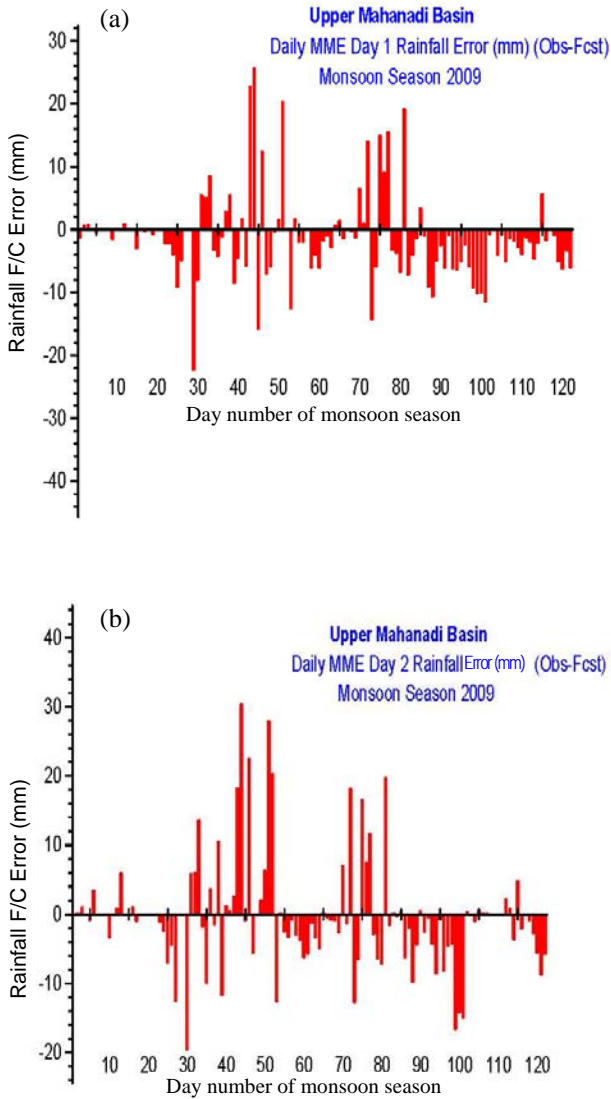 (a)
Upper Mahanadi Basin
Daily MME Day 1 Rainfall Error (mm) (Obs-Fcst)
Monsoon Season 2009
Rainfall F/C Error (mm)
30
20
10
0
-10
-20
-30
-40
10 20 30 40 50 60 70 80 90 100 110 120
Day number of monsoon season
(b)
Upper Mahanadi Basin
Daily MME Day 2 Rainfall Error (mm) (Obs-Fcst)
Monsoon Season 2009
Rainfall F/C Error (mm)
40
30
20
10
0
-10
-20
10 20 30 40 50 60 70 80 90 100 110 120
Day number of monsoon season